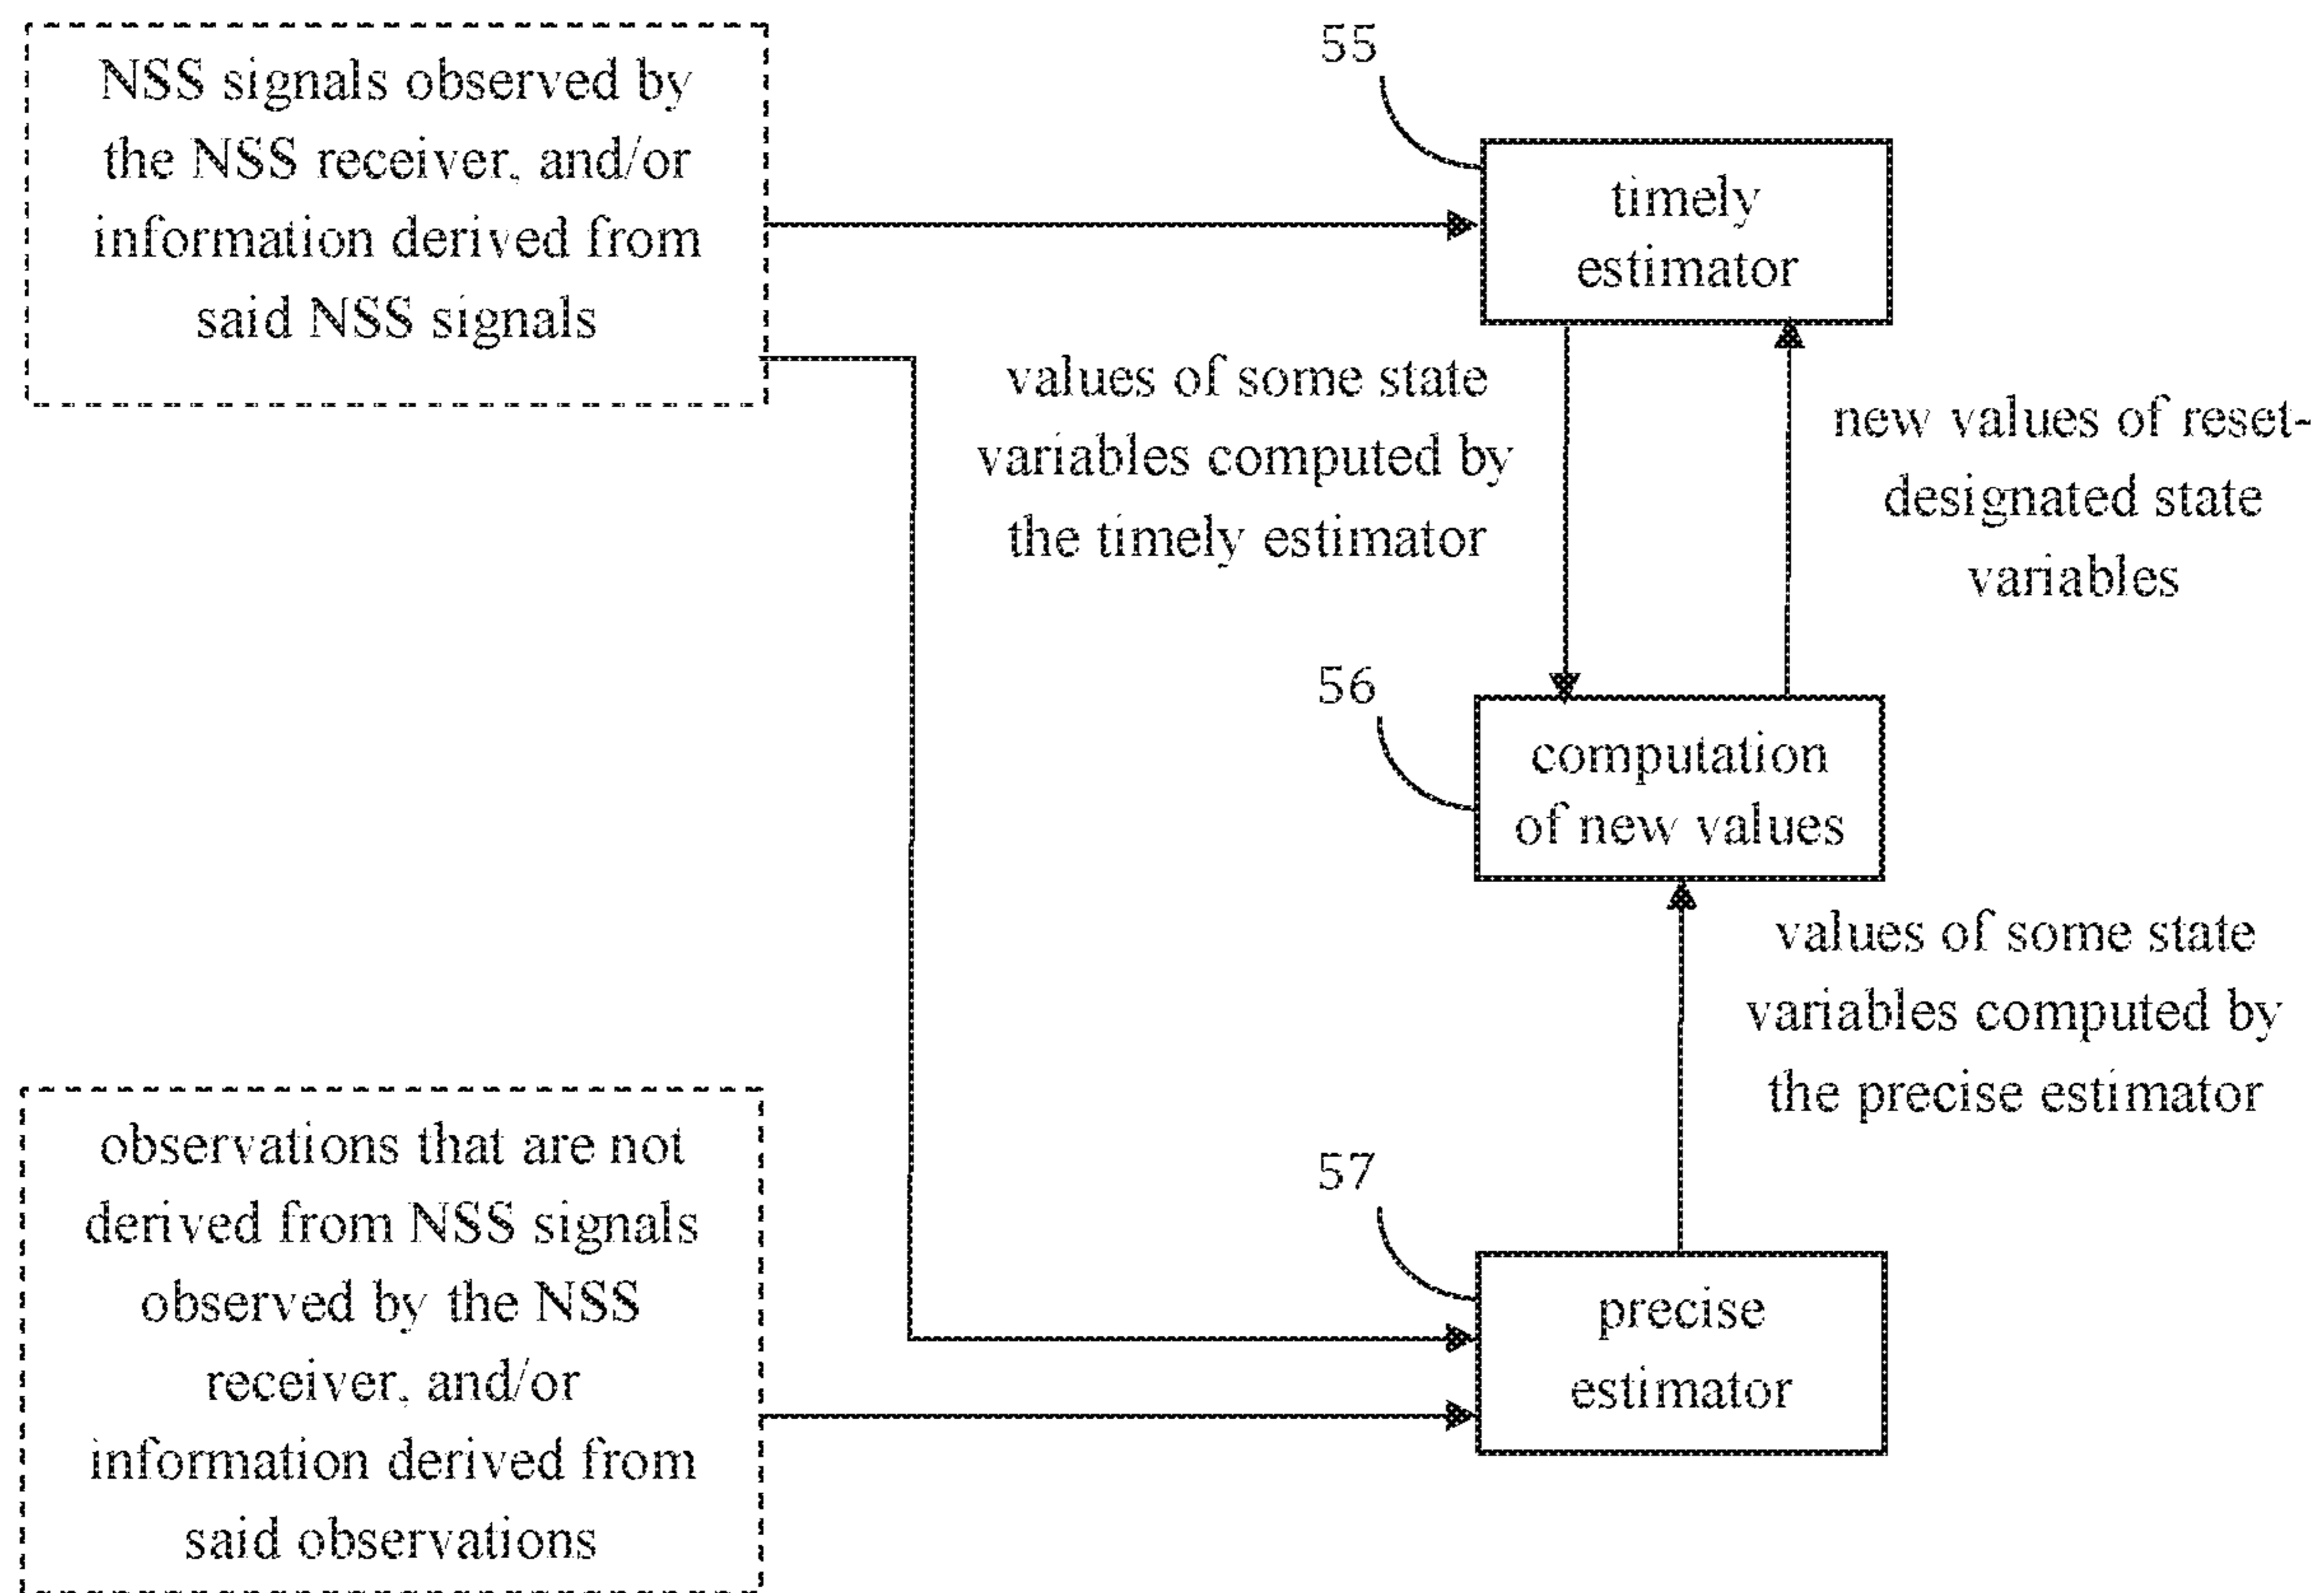 NSS signals observed by
the NSS receiver, and/or
information derived from
said NSS signals
55
timely
estimator
values of some state
variables computed by
the timely estimator
new values of reset-
designated state
variables
56
computation
of new values
values of some state
variables computed by
the precise estimator
observations that are not
derived from NSS signals
observed by the NSS
receiver, and/or
information derived from
said observations
57
precise
estimator